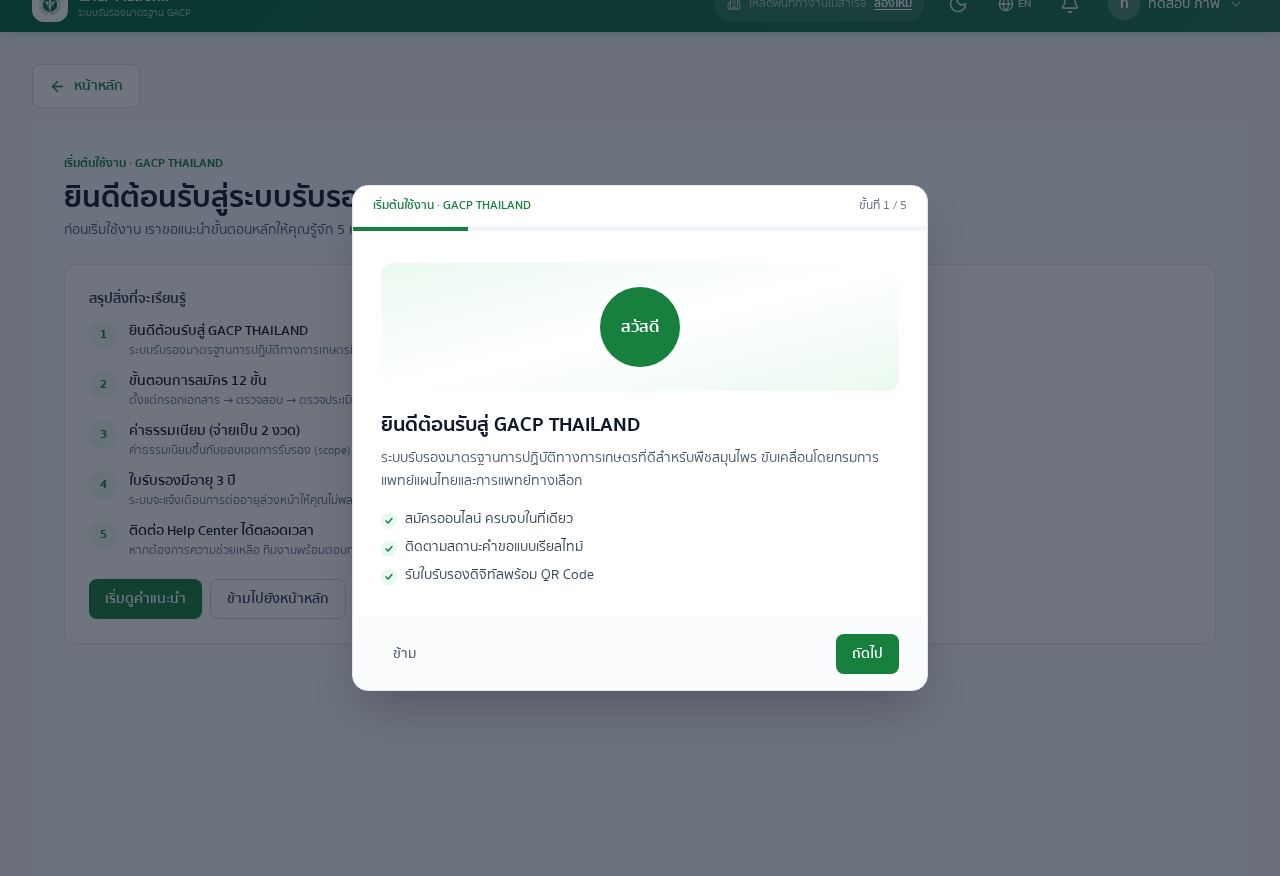 ระบบรับรองมาตรฐาน GACP
โหลดพื้นที่ทำงานไม่สำเร็จ ลองใหม่
EN
ท ทดสอบ ภาพ
หน้าหลัก
เริ่มต้นใช้งาน · GACP THAILAND
ยินดีต้อนรับสู่ระบบรับรอ
ก่อนเริ่มใช้งาน เราขอแนะนำขั้นตอนหลักให้คุณรู้จัก 5
สรุปสิ่งที่จะเรียนรู้
1 ยินดีต้อนรับสู่ GACP THAILAND
ระบบรับรองมาตรฐานการปฏิบัติทางการเกษตร
2 ขั้นตอนการสมัคร 12 ขั้น
ตั้งแต่กรอกเอกสาร → ตรวจสอบ → ตรวจประเมิ
3 ค่าธรรมเนียม (จ่ายเป็น 2 งวด)
ค่าธรรมเนียมขึ้นกับขอบเขตการรับรอง (scope)
4 ใบรับรองมีอายุ 3 ปี
ระบบจะแจ้งเตือนการต่ออายุล่วงหน้าให้คุณไม่พล
5 ติดต่อ Help Center ได้ตลอดเวลา
หากต้องการความช่วยเหลือ ทีมงานพร้อมตอบ
เริ่มดูคำแนะนำ
ข้ามไปยังหน้าหลัก
เริ่มต้นใช้งาน · GACP THAILAND
ขั้นที่ 1 / 5
สวัสดี
ยินดีต้อนรับสู่ GACP THAILAND
ระบบรับรองมาตรฐานการปฏิบัติทางการเกษตรที่ดีสำหรับพืชสมุนไพร ขับเคลื่อนโดยกรมการ
แพทย์แผนไทยและการแพทย์ทางเลือก
สมัครออนไลน์ ครบจบในที่เดียว
ติดตามสถานะคำขอแบบเรียลไทม์
รับใบรับรองดิจิทัลพร้อม QR Code
ข้าม
ถัดไป